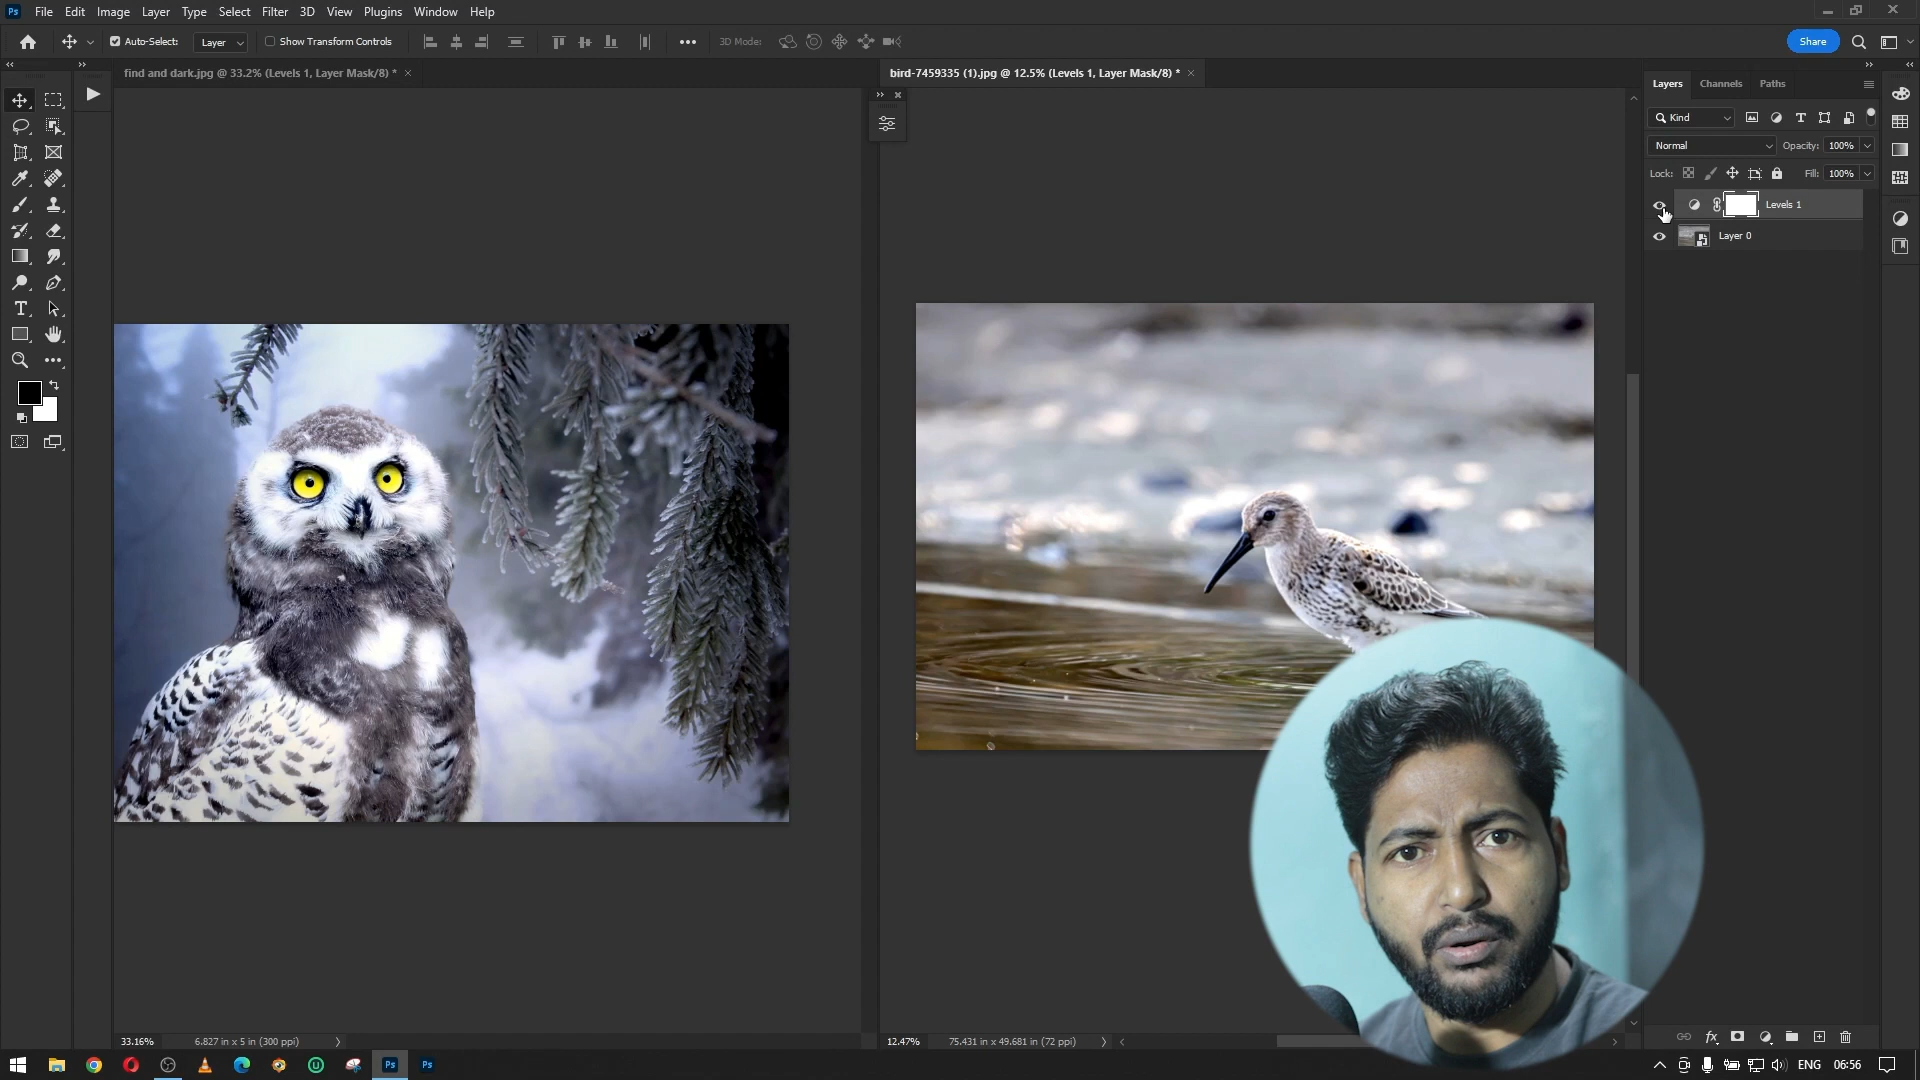 Ps File Edit Image Layer Type Select Filter 3D View Plugins Window Help
Auto-Select: Layer Show Transform Controls 3D Mode: Share
find and dark.jpg @ 33.2% (Levels 1, Layer Mask/8) *
bird-7459335 (1).jpg @ 12.5% (Levels 1, Layer Mask/8) *
Layers Channels Paths
Kind
Normal Opacity: 100%
Lock: Fill: 100%
Levels 1
Layer 0
33.16% 6.827 in x 5 in (300 ppi)
12.47% 75.431 in x 49.681 in (72 ppi)
fx
Ps Ps ENG 06:56